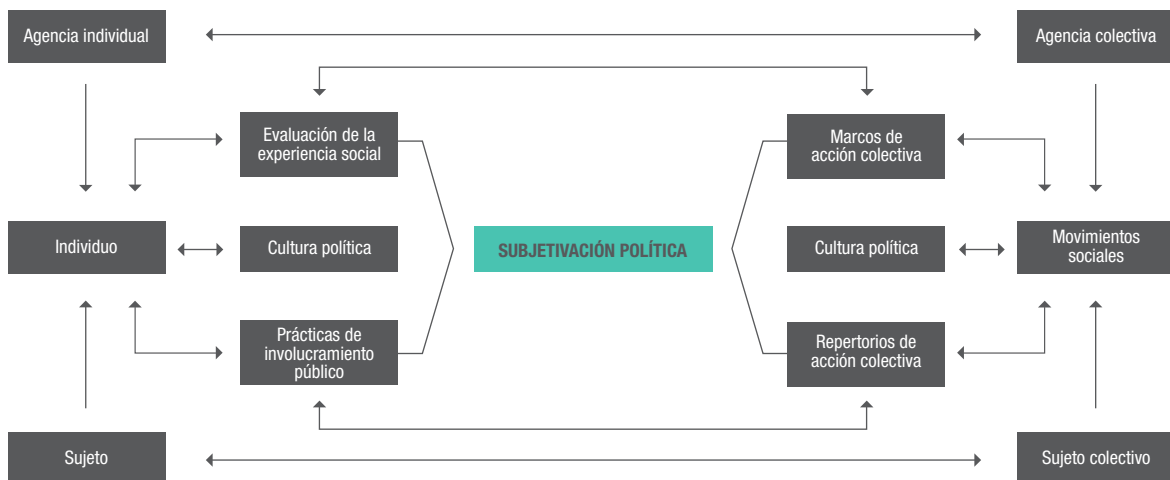 Agencia individual
Agencia colectiva
Evaluación de la
experiencia social
Marcos de
acción colectiva
Individuo
Cultura política
SUBJETIVACIÓN POLÍTICA
Cultura política
Movimientos
sociales
Prácticas de
involucramiento
público
Repertorios de
acción colectiva
Sujeto
Sujeto colectivo